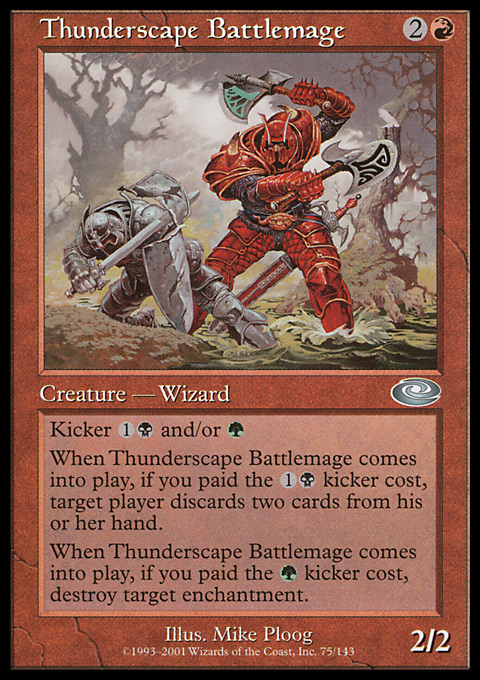 Thunderscape Battlemage 2
Creature — Wizard
Kicker 1 and/or
When Thunderscape Battlemage comes
into play, if you paid the 1 kicker cost,
target player discards two cards from his
or her hand.
When Thunderscape Battlemage comes
into play, if you paid the kicker cost,
destroy target enchantment.
Illus. Mike Ploog
©1993–2001 Wizards of the Coast, Inc. 75/143
2/2